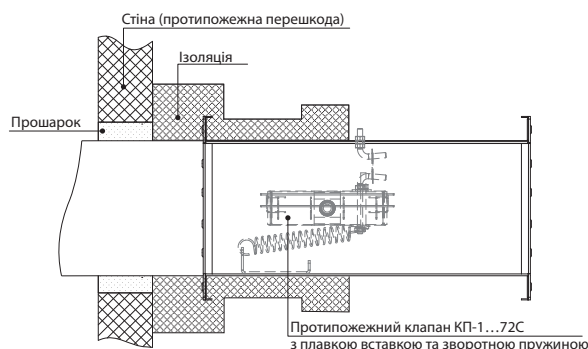 Стіна (протипожежна перешкода)
Ізоляція
Прошарок
Протипожежний клапан КП-1...72С
з плавкою вставкою та зворотною пружиною